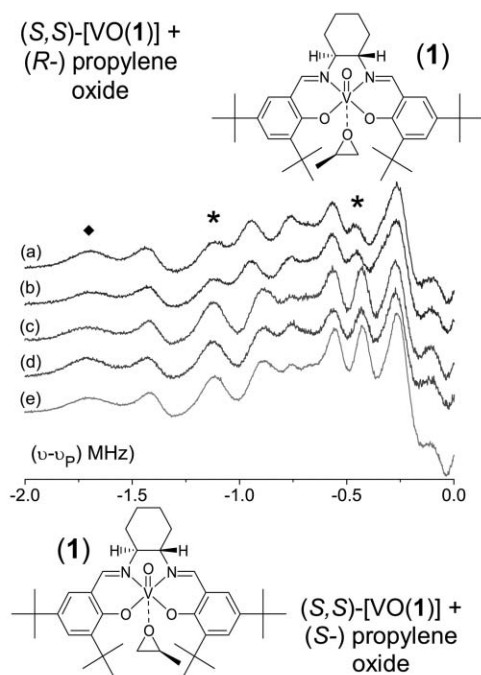 (S,S)-[VO(1)] +
(R-) propylene
oxide
(1)
H
H
O
N
V
N
O
O
O
◆
*
*
(a)
(b)
(c)
(d)
(e)
(υ-υP) MHz)
-2.0 -1.5 -1.0 -0.5 0.0
(1)
H
H
O
N
V
N
O
O
O
(S,S)-[VO(1)] +
(S-) propylene
oxide